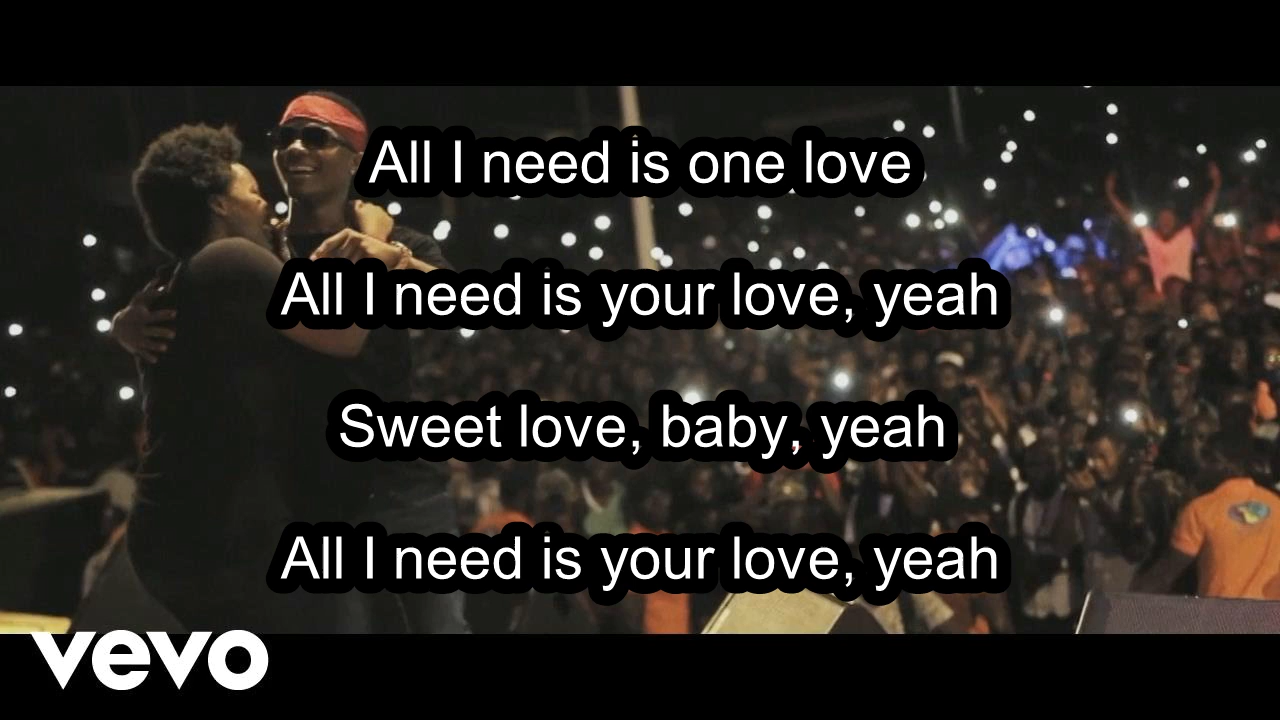 All I need is one love
All I need is your love, yeah
Sweet love, baby, yeah
All I need is your love, yeah
vevo